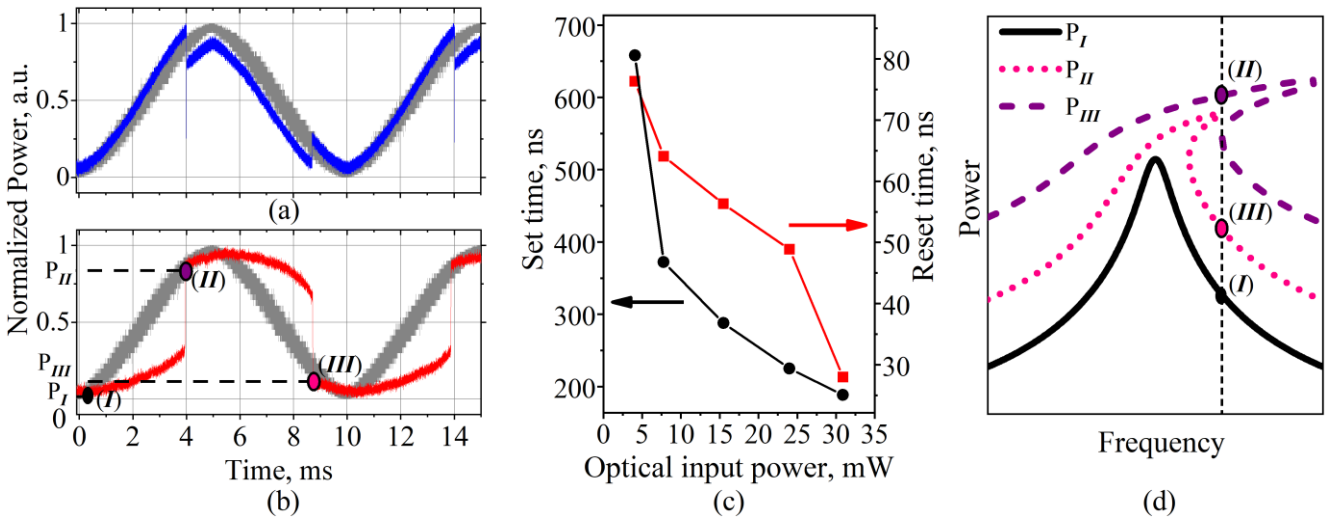 Normalized Power, a.u.
1
0.5
0
(a)
1
P_II
0.5
P_III
P_I
0
(I)
(II)
(III)
0 2 4 6 8 10 12 14
Time, ms
(b)
Set time, ns
700
600
500
400
300
200
80
70
60
50
40
30
Reset time, ns
0 5 10 15 20 25 30 35
Optical input power, mW
(c)
P_I
P_II
P_III
(II)
(III)
(I)
Power
Frequency
(d)